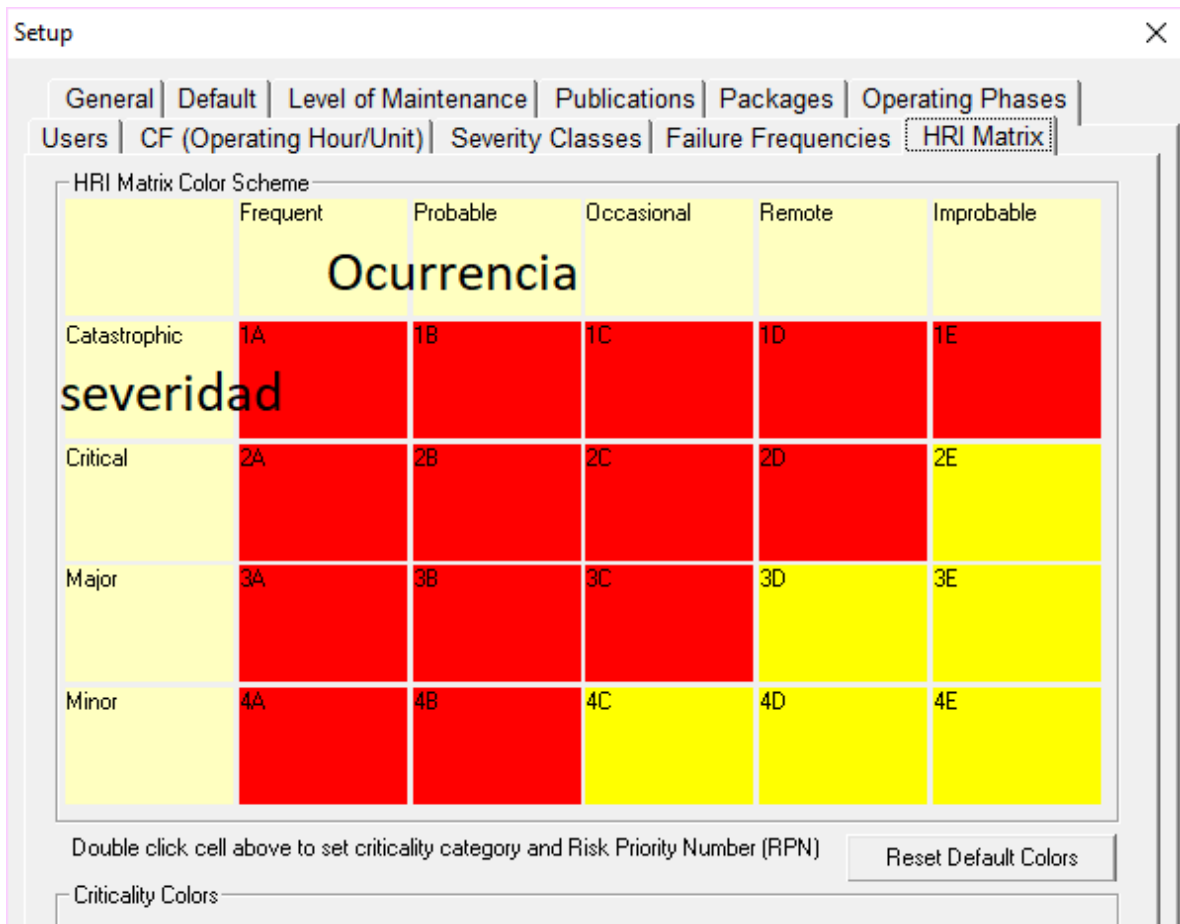 Setup
General Default Level of Maintenance Publications Packages Operating Phases
Users CF (Operating Hour/Unit) Severity Classes Failure Frequencies HRI Matrix
HRI Matrix Color Scheme
Frequent Probable Occasional Remote Improbable
Ocurrencia
Catastrophic 1A 1B 1C 1D 1E
severidad
Critical 2A 2B 2C 2D 2E
Major 3A 3B 3C 3D 3E
Minor 4A 4B 4C 4D 4E
Double click cell above to set criticality category and Risk Priority Number (RPN) Reset Default Colors
Criticality Colors